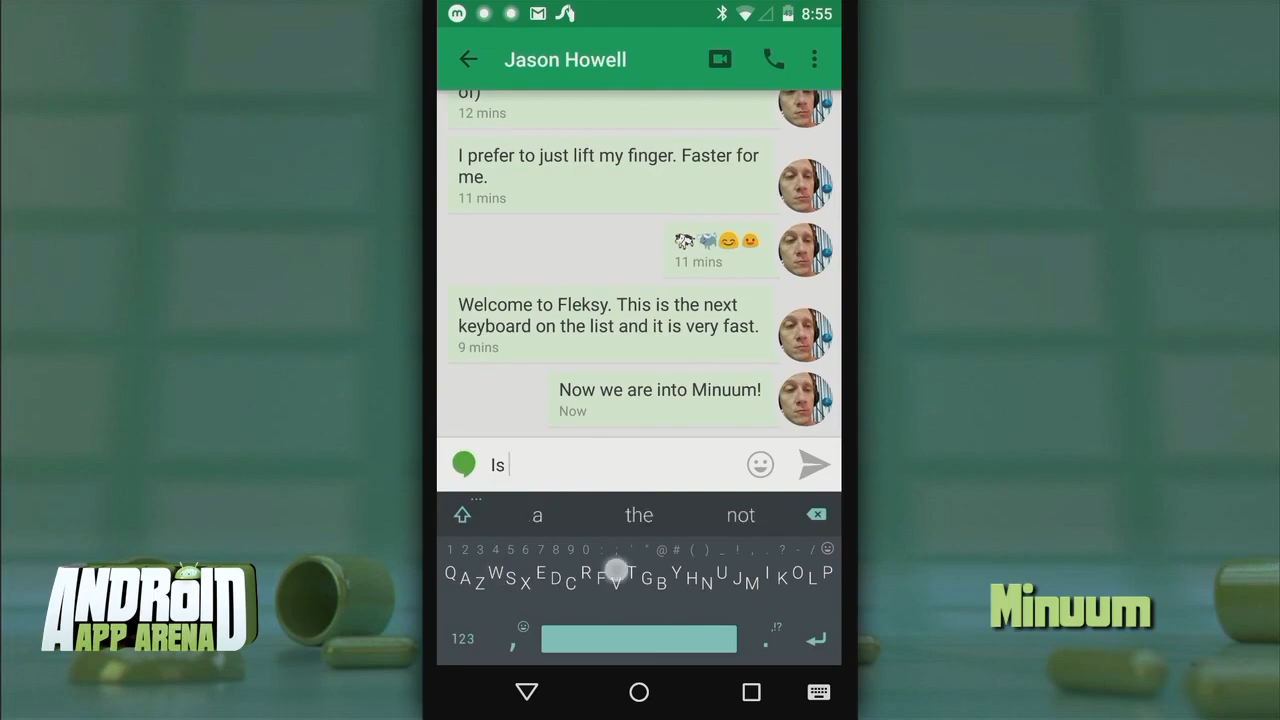 8:55
Jason Howell
of)
12 mins
I prefer to just lift my finger. Faster for
me.
11 mins
11 mins
Welcome to Fleksy. This is the next
keyboard on the list and it is very fast.
9 mins
Now we are into Minuum!
Now
Is
a the not
1 2 3 4 5 6 7 8 9 0 : ; ' " @ # ( ) _ ! , . ? - /
Q A Z W S X E D C R F V T G B Y H N U J M I K O L P
123 , . ,!?
ANDROID
APP ARENA
Minuum